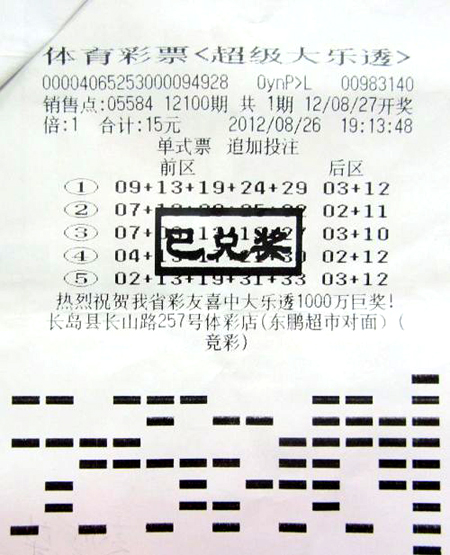 体育彩票<超级大乐透>
00004065253000094928 OynP>L 00983140
销售点:05584 12100期 共 1期 12/08/27开奖
倍:1 合计:15元 2012/08/26 19:13:48
单式票 追加投注
前区 后区
① 09+13+19+24+29 03+12
② 07+ 02+11
③ 07+ 03+10
④ 04+ 02+12
⑤ 02+13+19+31+33 03+12
已兑奖
热烈祝贺我省彩友喜中大乐透1000万巨奖!
长岛县长山路257号体彩店(东鹏超市对面)(
竞彩)